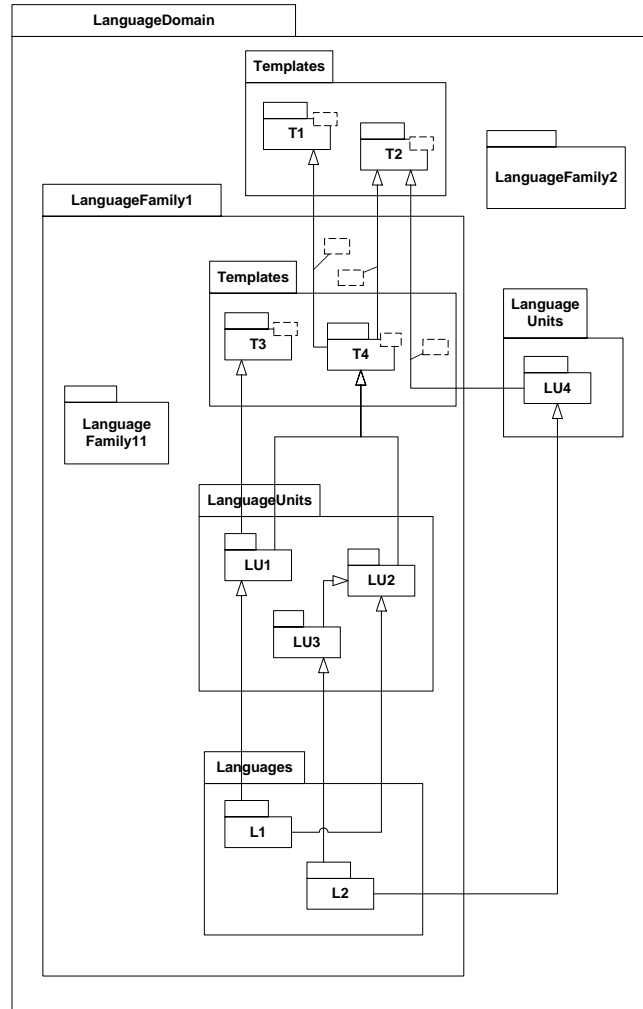 LanguageDomain
Templates
T1
T2
LanguageFamily2
LanguageFamily1
Templates
T3
T4
Language
Units
LU4
Language
Family11
LanguageUnits
LU1
LU2
LU3
Languages
L1
L2